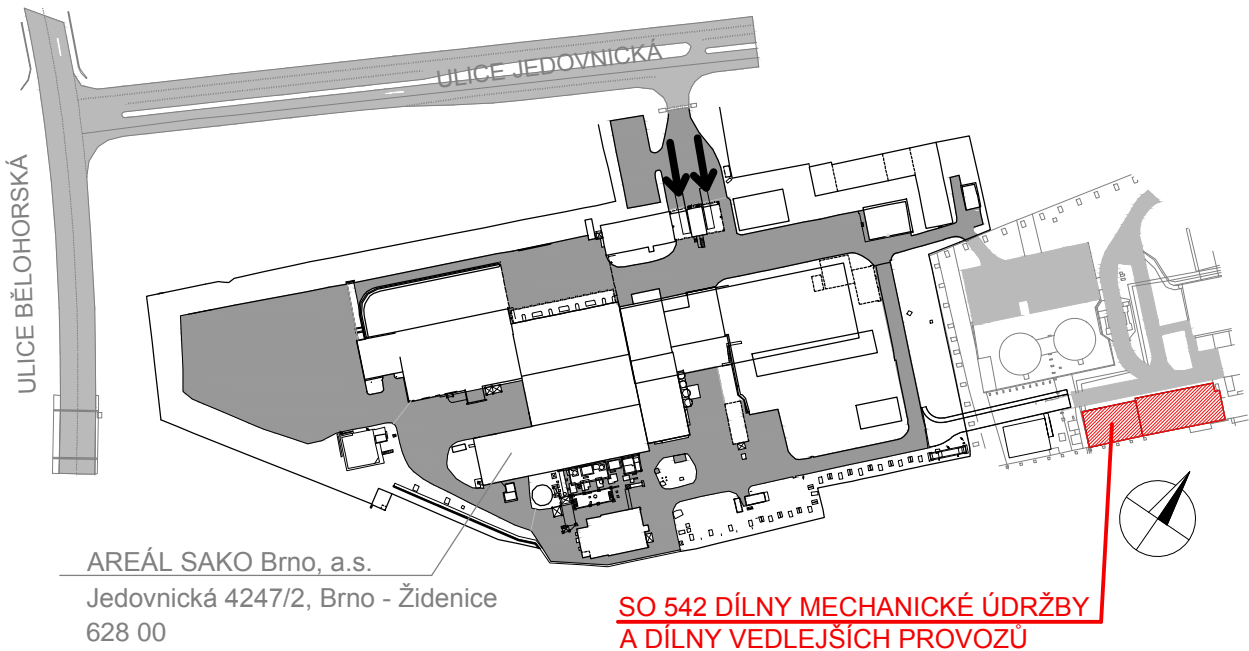 ULICE JEDOVNICKÁ
ULICE BĚLOHORSKÁ
AREÁL SAKO Brno, a.s.
Jedovnická 4247/2, Brno - Židenice
628 00
SO 542 DÍLNY MECHANICKÉ ÚDRŽBY
A DÍLNY VEDLEJŠÍCH PROVOZŮ